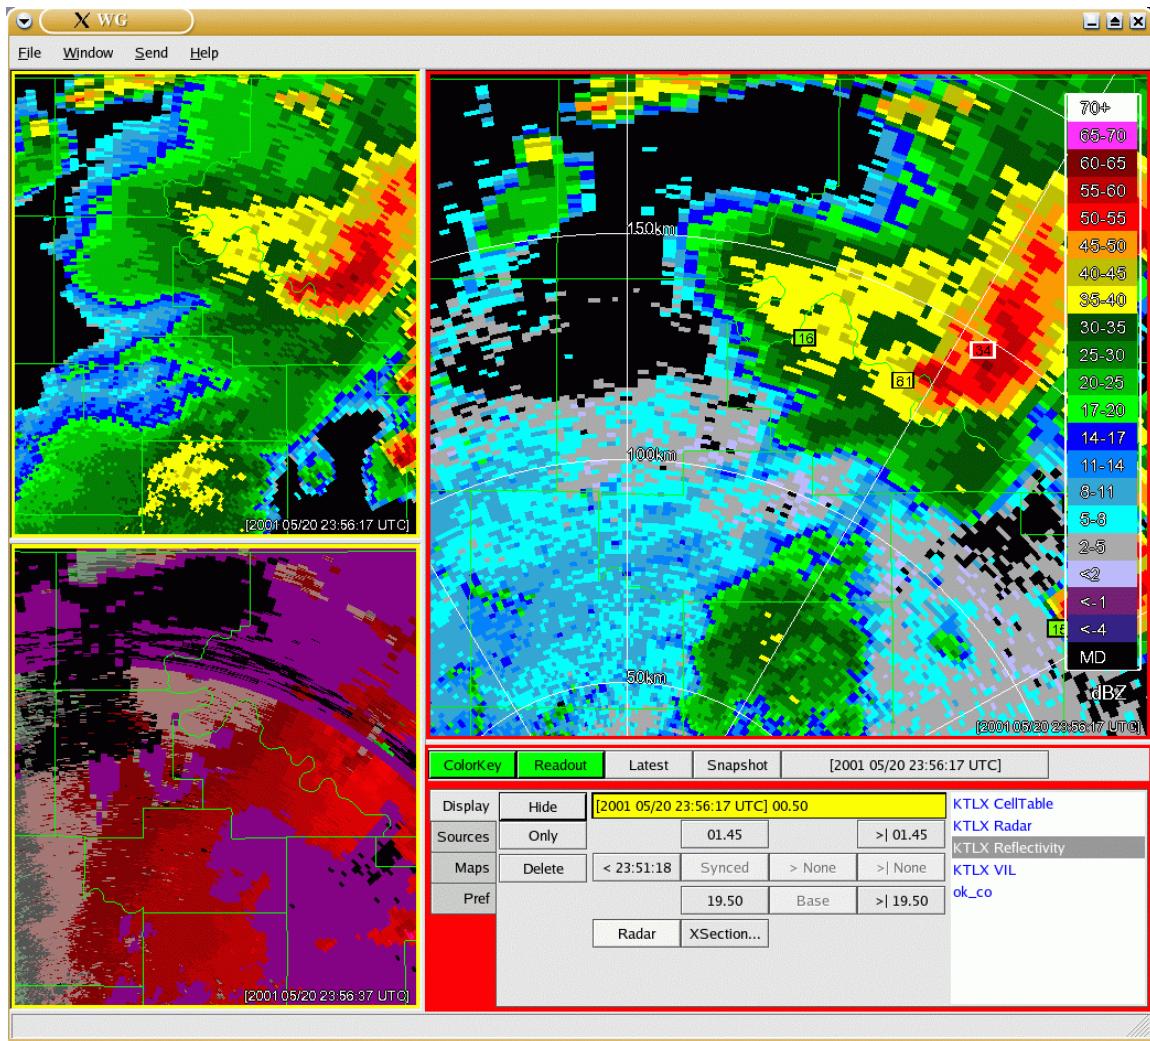 X WG
File Window Send Help
[2001 05/20 23:56:17 UTC]
[2001 05/20 23:56:37 UTC]
150km
100km
50km
16
81
34
15
70+
65-70
60-65
55-60
50-55
45-50
40-45
35-40
30-35
25-30
20-25
17-20
14-17
11-14
8-11
5-8
2-5
<2
<-1
<-4
MD
dBZ
[2001 05/20 23:56:17 UTC]
ColorKey Readout Latest Snapshot [2001 05/20 23:56:17 UTC]
Display Hide [2001 05/20 23:56:17 UTC] 00.50
Sources Only 01.45 >| 01.45
Maps Delete < 23:51:18 Synced > None >| None
Pref 19.50 Base >| 19.50
Radar XSection...
KTLX CellTable
KTLX Radar
KTLX Reflectivity
KTLX VIL
ok_co